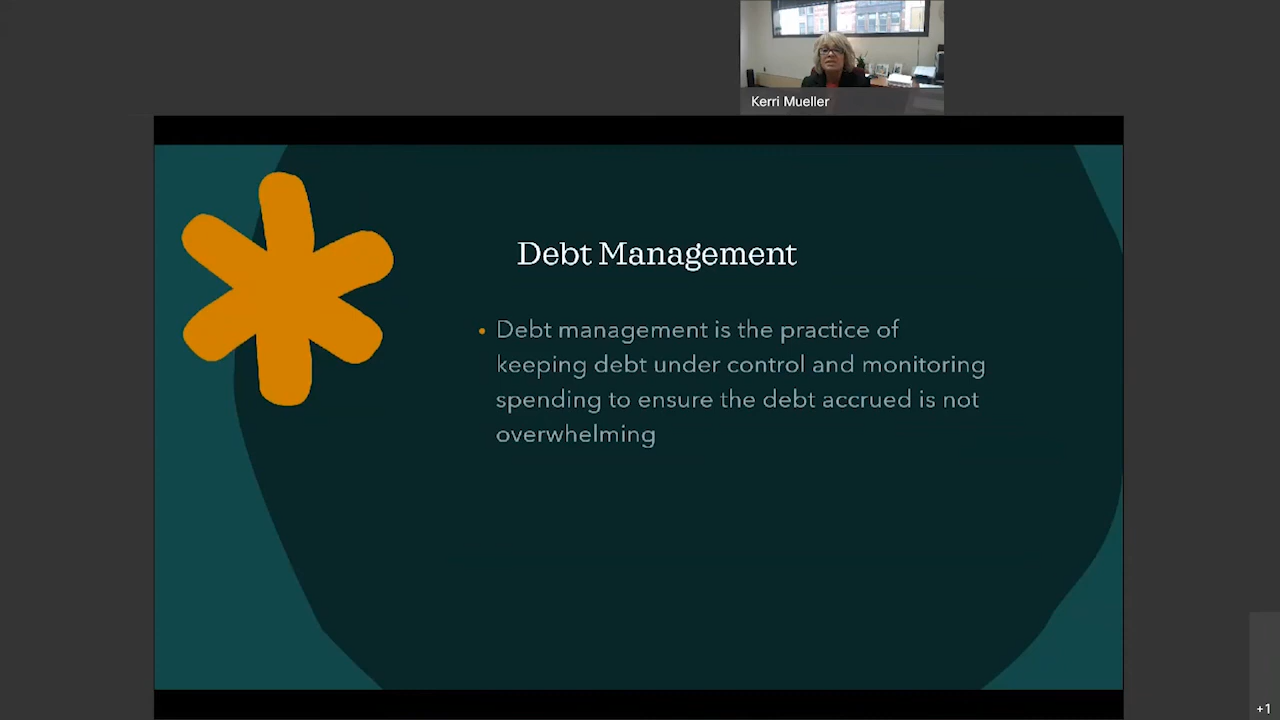 Kerri Mueller
Debt Management
• Debt management is the practice of
keeping debt under control and monitoring
spending to ensure the debt accrued is not
overwhelming
+1